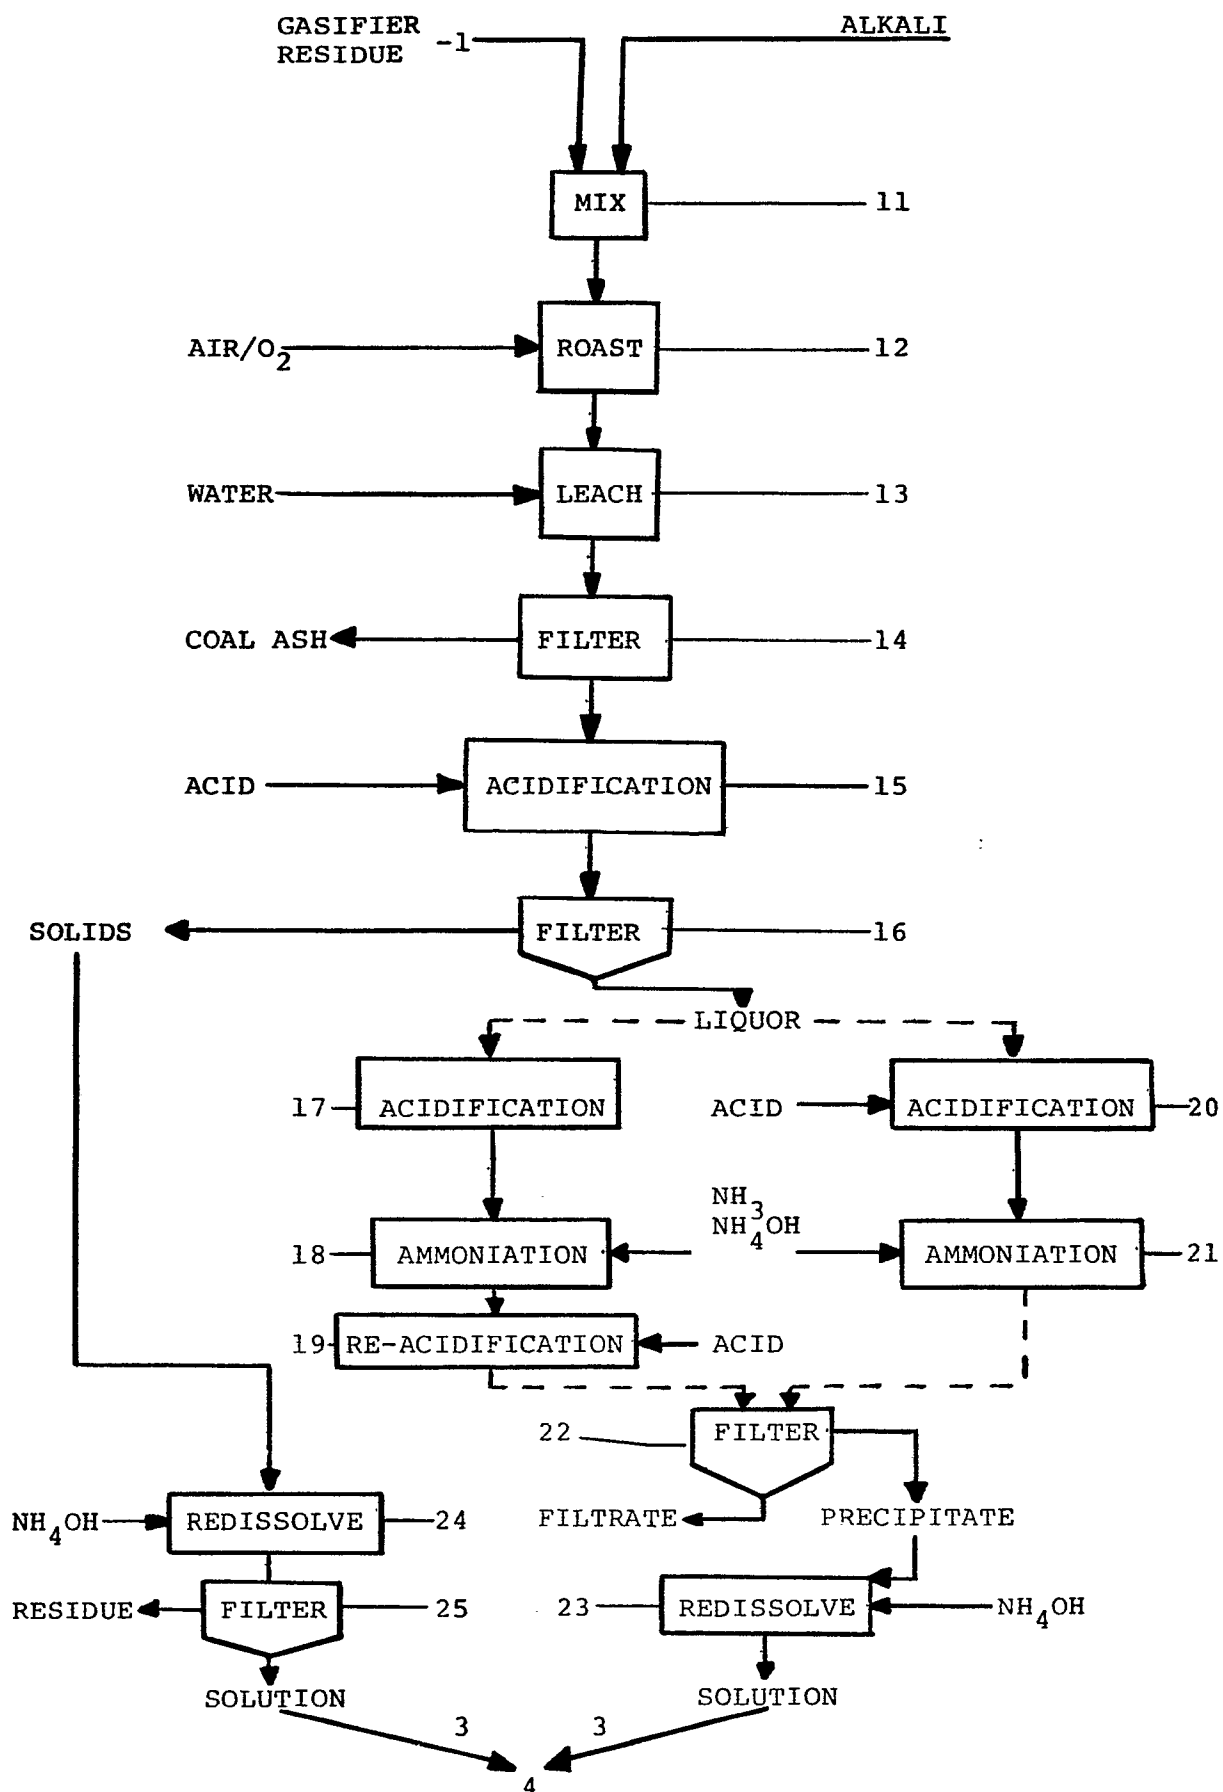 GASIFIER
RESIDUE
-1
ALKALI
MIX
11
AIR/O2
ROAST
12
WATER
LEACH
13
COAL ASH
FILTER
14
ACID
ACIDIFICATION
15
SOLIDS
FILTER
16
LIQUOR
17
ACIDIFICATION
ACID
ACIDIFICATION
20
NH3
NH4OH
18
AMMONIATION
AMMONIATION
21
19
RE-ACIDIFICATION
ACID
22
FILTER
NH4OH
REDISSOLVE
24
FILTRATE
PRECIPITATE
RESIDUE
FILTER
25
23
REDISSOLVE
NH4OH
SOLUTION
SOLUTION
3
3
4